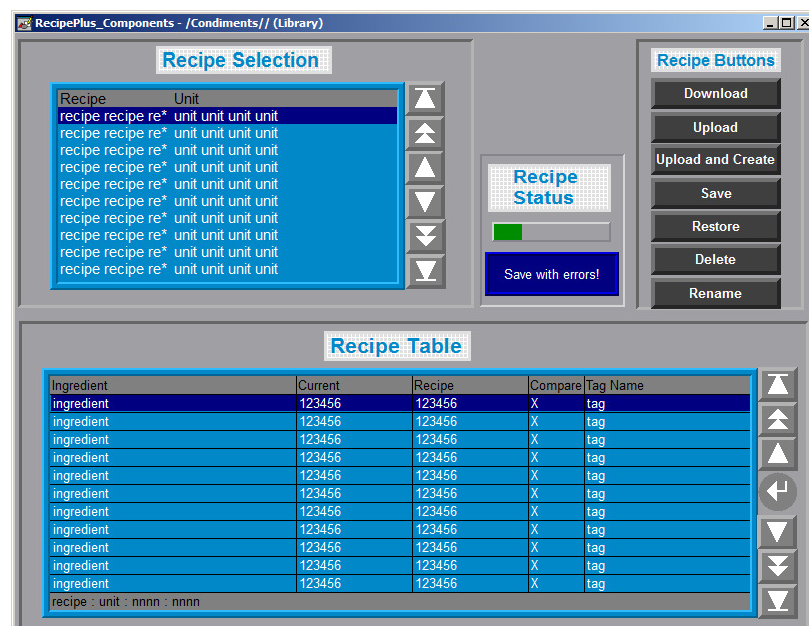 RecipePlus_Components - /Condiments// (Library)
Recipe Selection
Recipe Unit
recipe recipe re* unit unit unit unit
recipe recipe re* unit unit unit unit
recipe recipe re* unit unit unit unit
recipe recipe re* unit unit unit unit
recipe recipe re* unit unit unit unit
recipe recipe re* unit unit unit unit
recipe recipe re* unit unit unit unit
recipe recipe re* unit unit unit unit
recipe recipe re* unit unit unit unit
recipe recipe re* unit unit unit unit
Recipe
Status
Save with errors!
Recipe Buttons
Download
Upload
Upload and Create
Save
Restore
Delete
Rename
Recipe Table
Ingredient Current Recipe Compare Tag Name
ingredient 123456 123456 X tag
ingredient 123456 123456 X tag
ingredient 123456 123456 X tag
ingredient 123456 123456 X tag
ingredient 123456 123456 X tag
ingredient 123456 123456 X tag
ingredient 123456 123456 X tag
ingredient 123456 123456 X tag
ingredient 123456 123456 X tag
ingredient 123456 123456 X tag
ingredient 123456 123456 X tag
recipe : unit : nnnn : nnnn